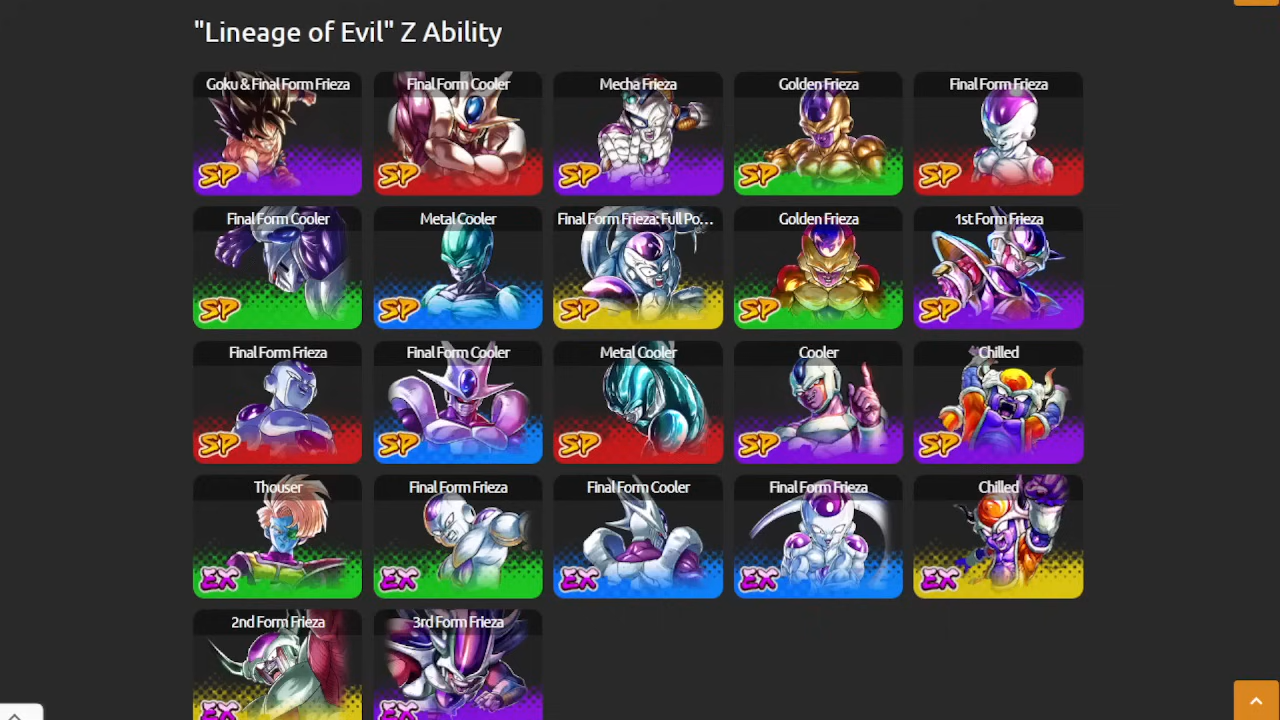 "Lineage of Evil" Z Ability
Goku & Final Form Frieza
Final Form Cooler
Mecha Frieza
Golden Frieza
Final Form Frieza
SP
SP
SP
SP
SP
Final Form Cooler
Metal Cooler
Final Form Frieza: Full Po...
Golden Frieza
1st Form Frieza
SP
SP
SP
SP
SP
Final Form Frieza
Final Form Cooler
Metal Cooler
Cooler
Chilled
SP
SP
SP
SP
SP
Thouser
Final Form Frieza
Final Form Cooler
Final Form Frieza
Chilled
EX
EX
EX
EX
EX
2nd Form Frieza
3rd Form Frieza
EX
EX